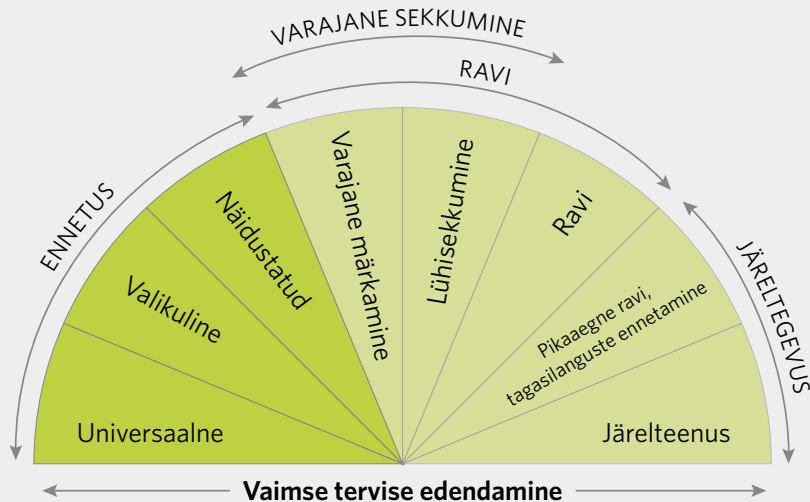 VARAJANE SEKKUMINE
RAVI
ENNETUS
JÄRELTEGEVUS
Universaalne
Valikuline
Näidustatud
Varajane märkamine
Lühisekkumine
Ravi
Pikaaegne ravi,
tagasilanguste ennetamine
Järelteenus
Vaimse tervise edendamine